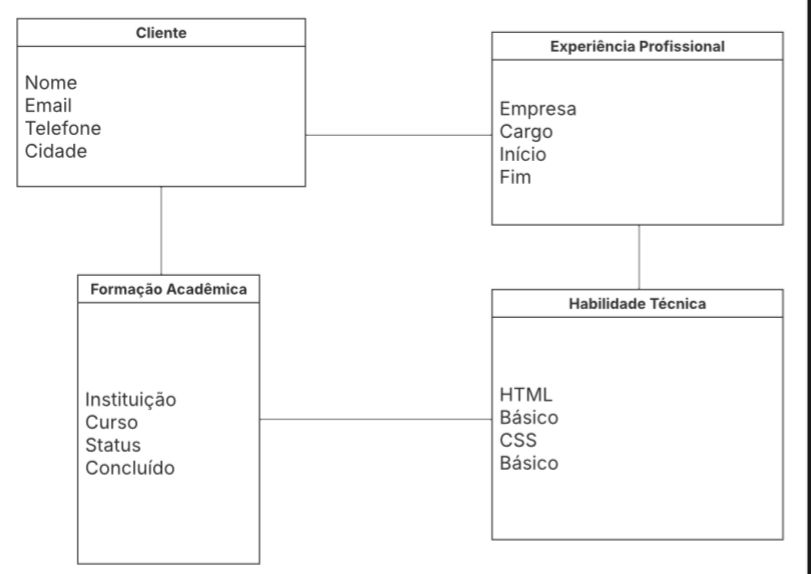 Cliente
Nome
Email
Telefone
Cidade
Experiência Profissional
Empresa
Cargo
Início
Fim
Formação Acadêmica
Instituição
Curso
Status
Concluído
Habilidade Técnica
HTML
Básico
CSS
Básico